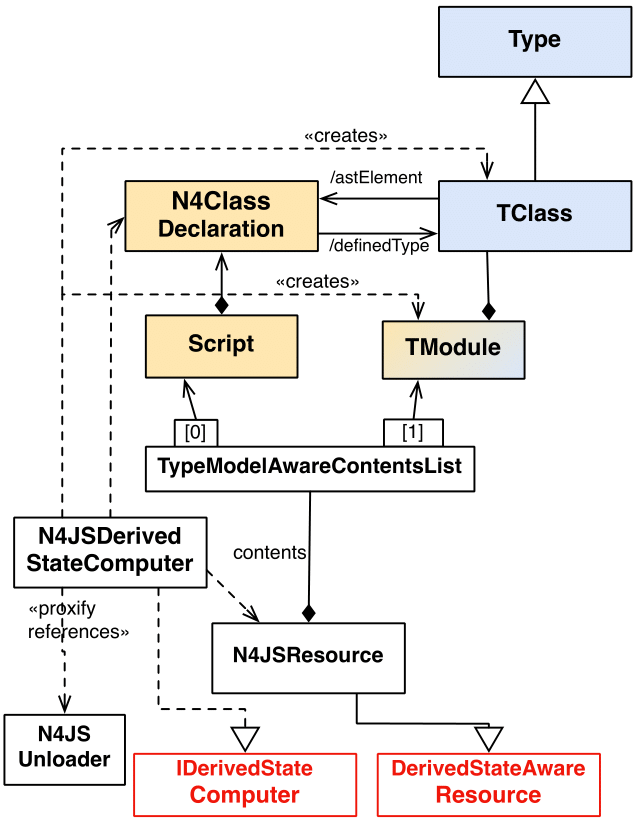 Type
«creates»
/astElement
N4Class
Declaration
TClass
/definedType
«creates»
Script
TModule
[0]
[1]
TypeModelAwareContentsList
N4JSDerived
StateComputer
contents
«proxify
references»
N4JSResource
N4JS
Unloader
IDerivedState
Computer
DerivedStateAware
Resource